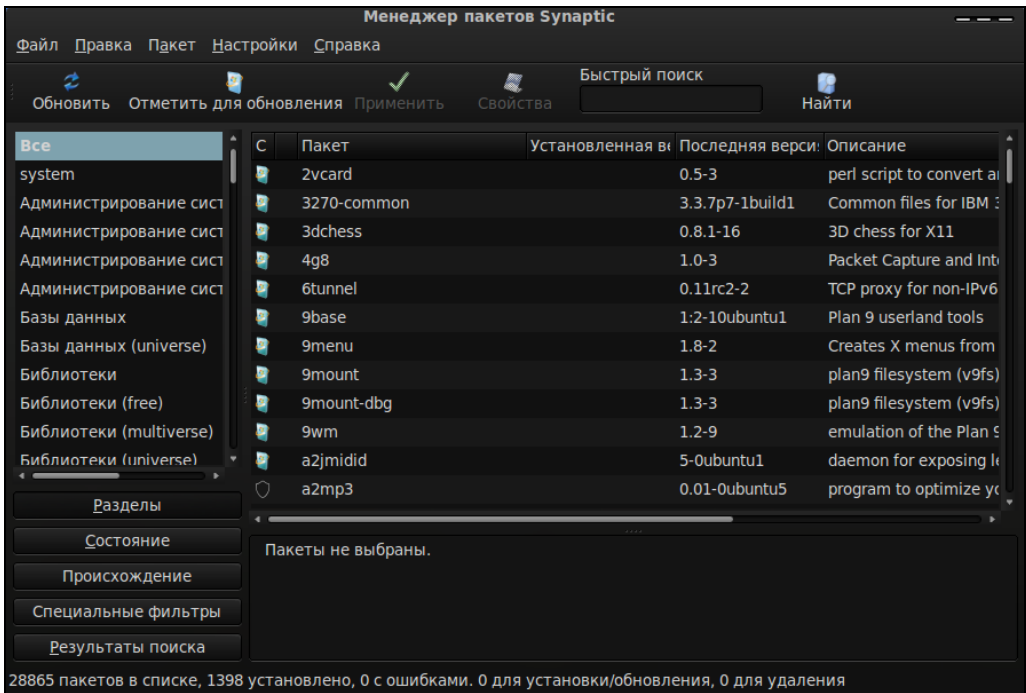 Менеджер пакетов Synaptic
Файл Правка Пакет Настройки Справка
Обновить Отметить для обновления Применить Свойства Быстрый поиск Найти
Все
system
Администрирование сист
Администрирование сист
Администрирование сист
Администрирование сист
Базы данных
Базы данных (universe)
Библиотеки
Библиотеки (free)
Библиотеки (multiverse)
Библиотеки (universe)
Разделы
Состояние
Происхождение
Специальные фильтры
Результаты поиска
С Пакет Установленная ве Последняя верси Описание
2vcard 0.5-3 perl script to convert a
3270-common 3.3.7p7-1build1 Common files for IBM 3
3dchess 0.8.1-16 3D chess for X11
4g8 1.0-3 Packet Capture and Int
6tunnel 0.11rc2-2 TCP proxy for non-IPv6
9base 1:2-10ubuntu1 Plan 9 userland tools
9menu 1.8-2 Creates X menus from
9mount 1.3-3 plan9 filesystem (v9fs)
9mount-dbg 1.3-3 plan9 filesystem (v9fs)
9wm 1.2-9 emulation of the Plan 9
a2jmidid 5-0ubuntu1 daemon for exposing le
a2mp3 0.01-0ubuntu5 program to optimize yo
Пакеты не выбраны.
28865 пакетов в списке, 1398 установлено, 0 с ошибками. 0 для установки/обновления, 0 для удаления